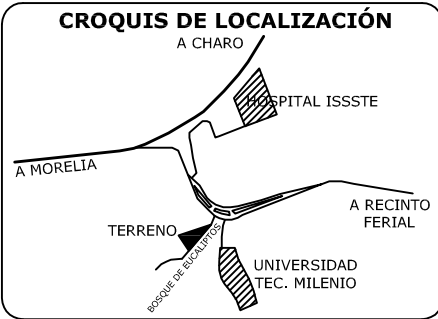 CROQUIS DE LOCALIZACIÓN
A CHARO
HOSPITAL ISSSTE
A MORELIA
A RECINTO
FERIAL
TERRENO
BOSQUE DE EUCALIPTOS
UNIVERSIDAD
TEC. MILENIO